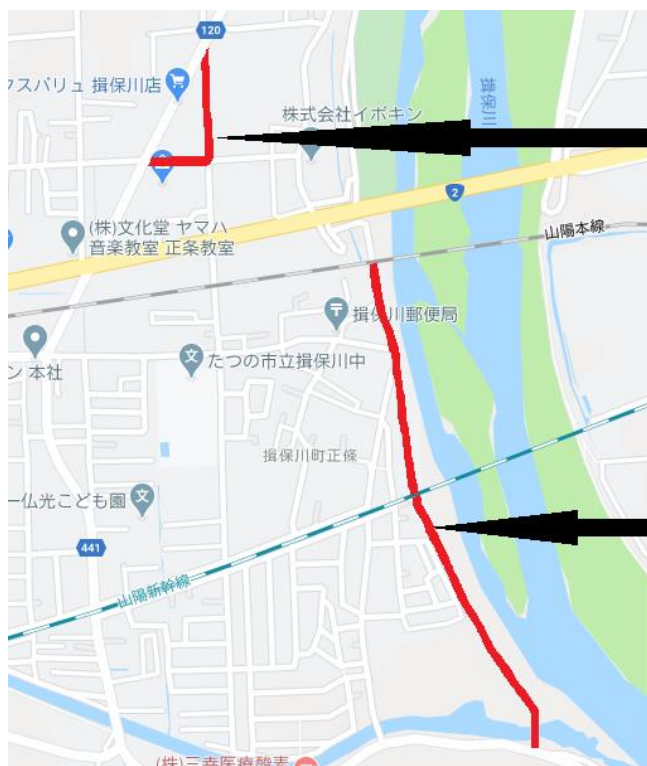 120
クスバリュ 揖保川店
株式会社イボキン
揖保川
2
(株)文化堂 ヤマハ
音楽教室 正条教室
山陽本線
揖保川郵便局
ン 本社
たつの市立揖保川中
揖保川町正條
一仏光こども園
441
山陽新幹線
(株)三幸医療酸素